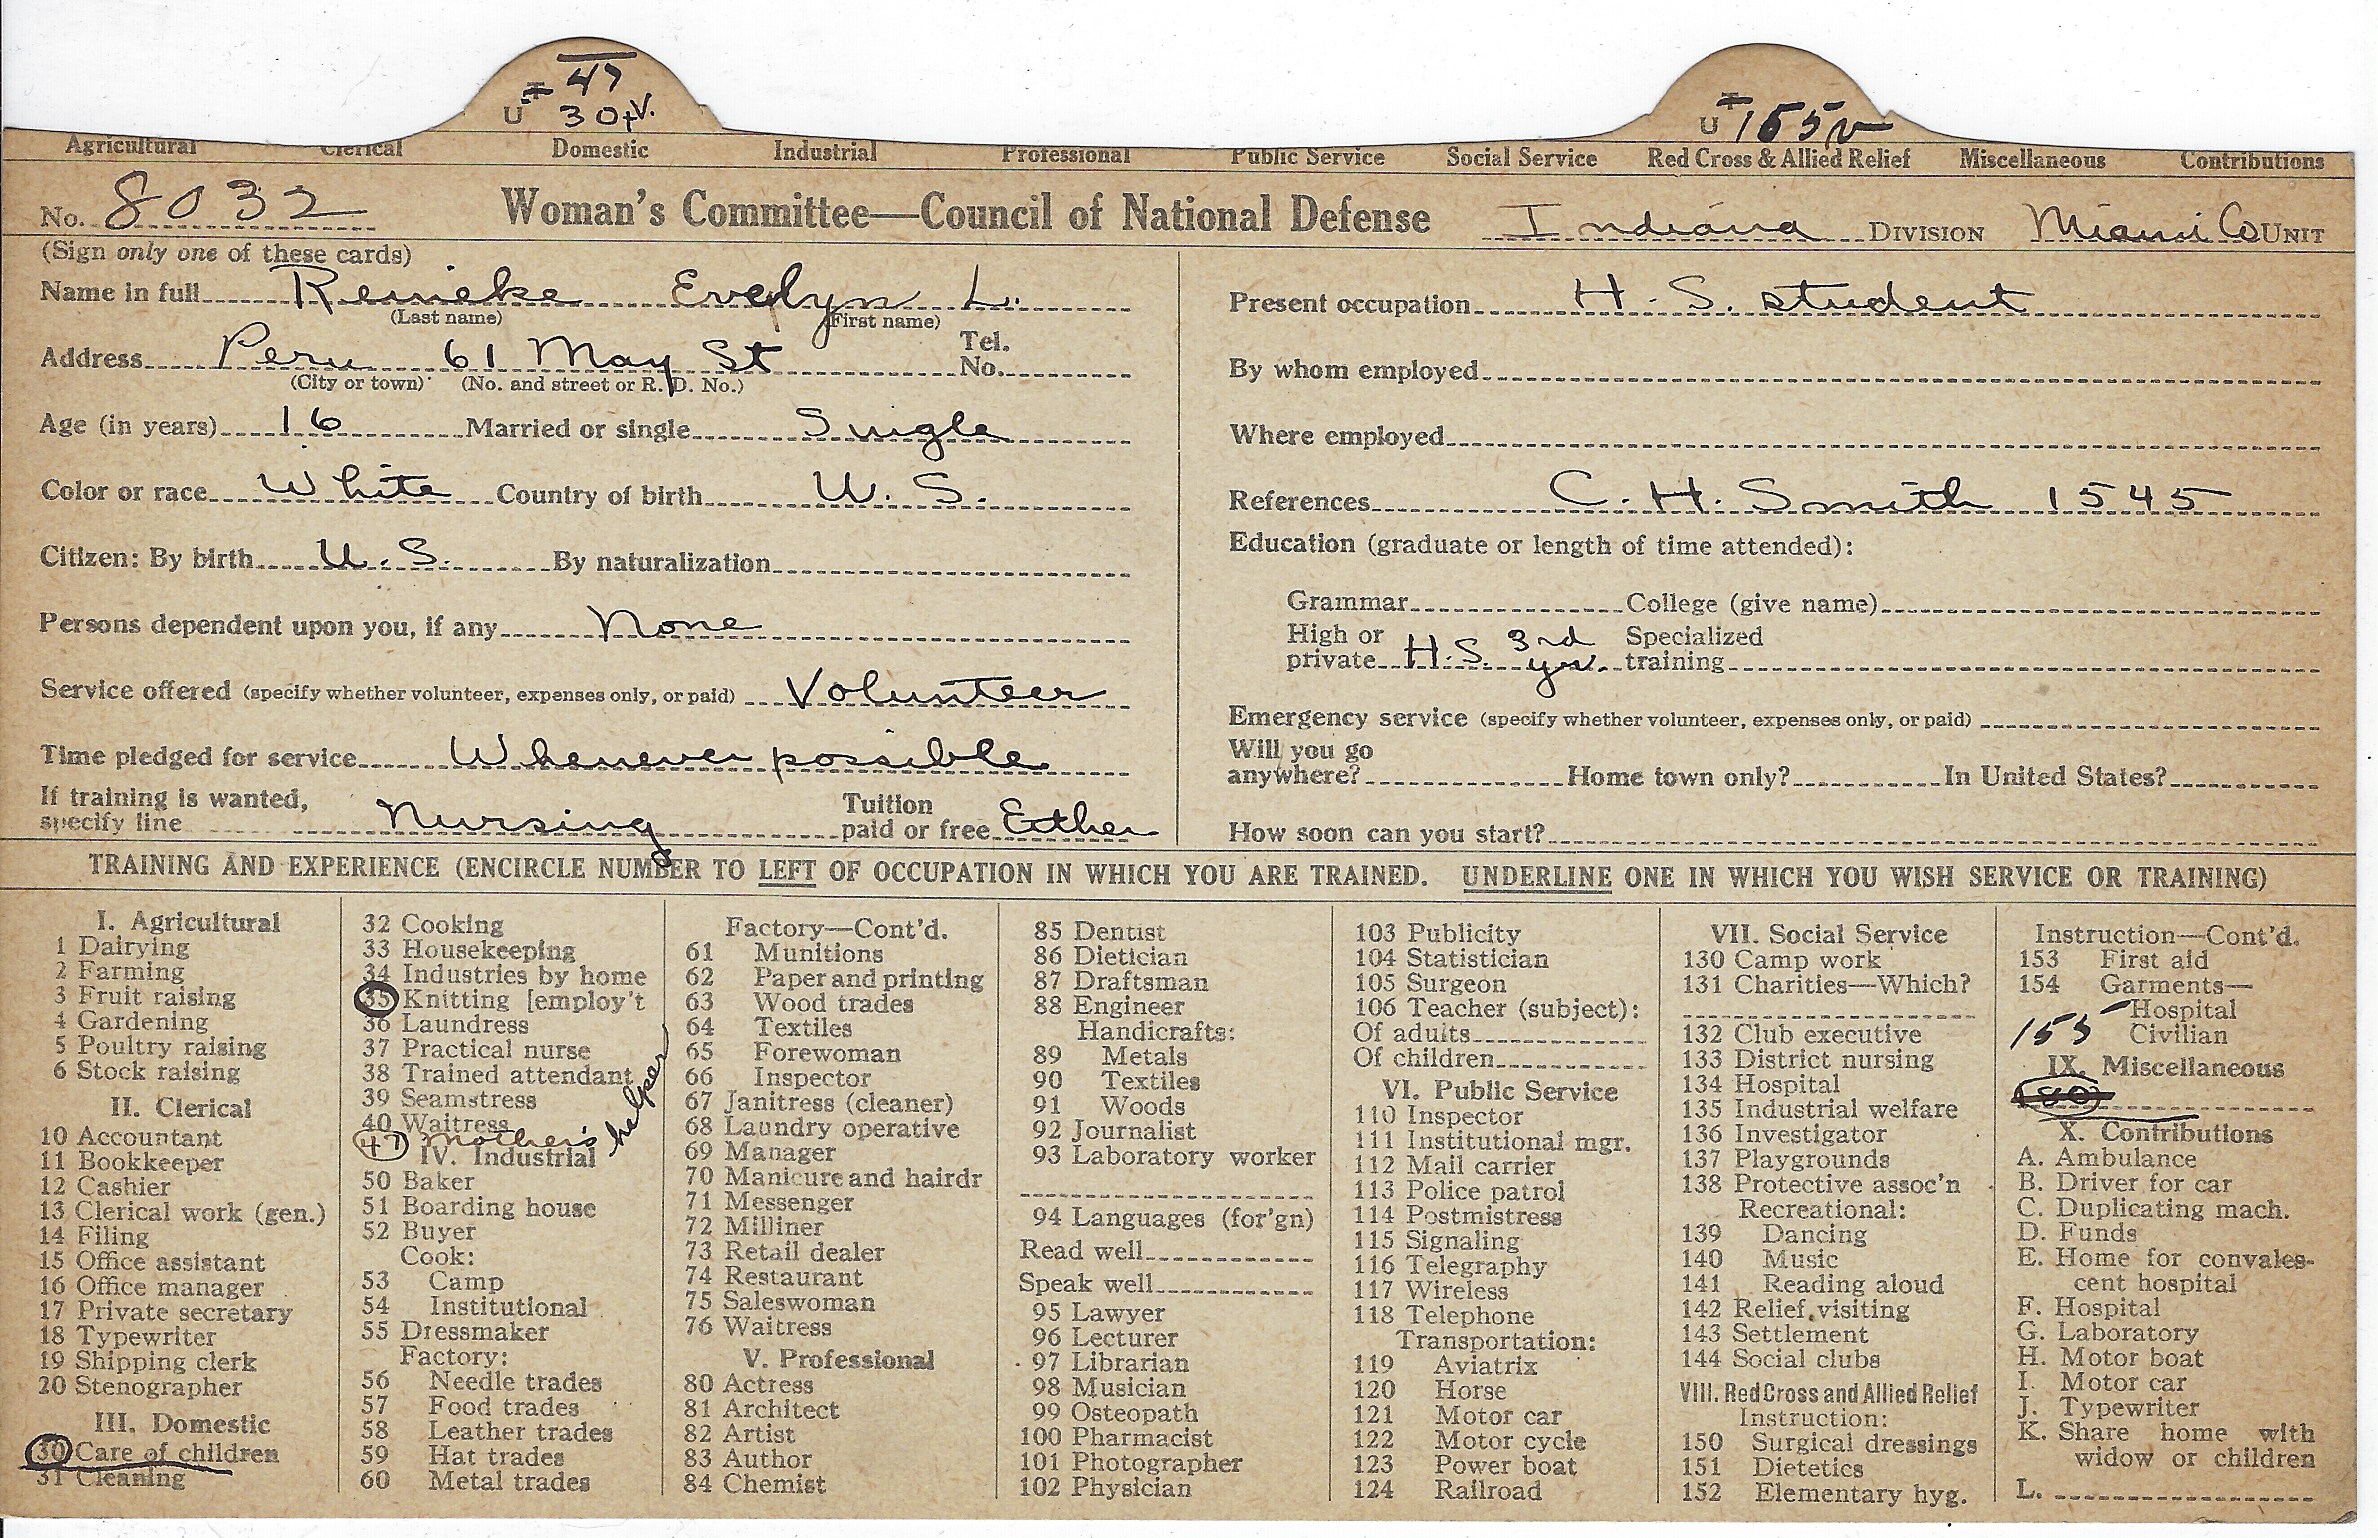 47
U T 30+V.
U T 155V
Agricultural Clerical Domestic Industrial Professional Public Service Social Service Red Cross & Allied Relief Miscellaneous Contributions
No. 8032 Woman's Committee—Council of National Defense Indiana DIVISION Miami Co UNIT
(Sign only one of these cards)
Name in full Reineke Evelyn L.
(Last name) (First name)
Address Peru 61 May St Tel. No.
(City or town) (No. and street or R. D. No.)
Age (in years) 16 Married or single Single
Color or race White Country of birth U. S.
Citizen: By birth U. S. By naturalization
Persons dependent upon you, if any None
Service offered (specify whether volunteer, expenses only, or paid) Volunteer
Time pledged for service Whenever possible
If training is wanted,
specify line Nursing Tuition paid or free Either
Present occupation H. S. student
By whom employed
Where employed
References C. H. Smith 1545
Education (graduate or length of time attended):
Grammar College (give name)
High or private H. S. 3rd yr. Specialized training
Emergency service (specify whether volunteer, expenses only, or paid)
Will you go
anywhere? Home town only? In United States?
How soon can you start?
TRAINING AND EXPERIENCE (ENCIRCLE NUMBER TO LEFT OF OCCUPATION IN WHICH YOU ARE TRAINED. UNDERLINE ONE IN WHICH YOU WISH SERVICE OR TRAINING)
I. Agricultural
1 Dairying
2 Farming
3 Fruit raising
4 Gardening
5 Poultry raising
6 Stock raising
II. Clerical
10 Accountant
11 Bookkeeper
12 Cashier
13 Clerical work (gen.)
14 Filing
15 Office assistant
16 Office manager
17 Private secretary
18 Typewriter
19 Shipping clerk
20 Stenographer
III. Domestic
30 Care of children
31 Cleaning
32 Cooking
33 Housekeeping
34 Industries by home
35 Knitting [employ't
36 Laundress
37 Practical nurse
38 Trained attendant
39 Seamstress
40 Waitress
47 Mother's helper
IV. Industrial
50 Baker
51 Boarding house
52 Buyer
Cook:
53 Camp
54 Institutional
55 Dressmaker
Factory:
56 Needle trades
57 Food trades
58 Leather trades
59 Hat trades
60 Metal trades
Factory—Cont'd.
61 Munitions
62 Paper and printing
63 Wood trades
64 Textiles
65 Forewoman
66 Inspector
67 Janitress (cleaner)
68 Laundry operative
69 Manager
70 Manicure and hairdr
71 Messenger
72 Milliner
73 Retail dealer
74 Restaurant
75 Saleswoman
76 Waitress
V. Professional
80 Actress
81 Architect
82 Artist
83 Author
84 Chemist
85 Dentist
86 Dietician
87 Draftsman
88 Engineer
Handicrafts:
89 Metals
90 Textiles
91 Woods
92 Journalist
93 Laboratory worker
94 Languages (for'gn)
Read well
Speak well
95 Lawyer
96 Lecturer
97 Librarian
98 Musician
99 Osteopath
100 Pharmacist
101 Photographer
102 Physician
103 Publicity
104 Statistician
105 Surgeon
106 Teacher (subject):
Of adults
Of children
VI. Public Service
110 Inspector
111 Institutional mgr.
112 Mail carrier
113 Police patrol
114 Postmistress
115 Signaling
116 Telegraphy
117 Wireless
118 Telephone
Transportation:
119 Aviatrix
120 Horse
121 Motor car
122 Motor cycle
123 Power boat
124 Railroad
VII. Social Service
130 Camp work
131 Charities—Which?
132 Club executive
133 District nursing
134 Hospital
135 Industrial welfare
136 Investigator
137 Playgrounds
138 Protective assoc'n
Recreational:
139 Dancing
140 Music
141 Reading aloud
142 Relief visiting
143 Settlement
144 Social clubs
VIII. Red Cross and Allied Relief
Instruction:
150 Surgical dressings
151 Dietetics
152 Elementary hyg.
Instruction—Cont'd.
153 First aid
154 Garments—
Hospital
155 Civilian
IX. Miscellaneous
X. Contributions
A. Ambulance
B. Driver for car
C. Duplicating mach.
D. Funds
E. Home for convales-
cent hospital
F. Hospital
G. Laboratory
H. Motor boat
I. Motor car
J. Typewriter
K. Share home with
widow or children
L.